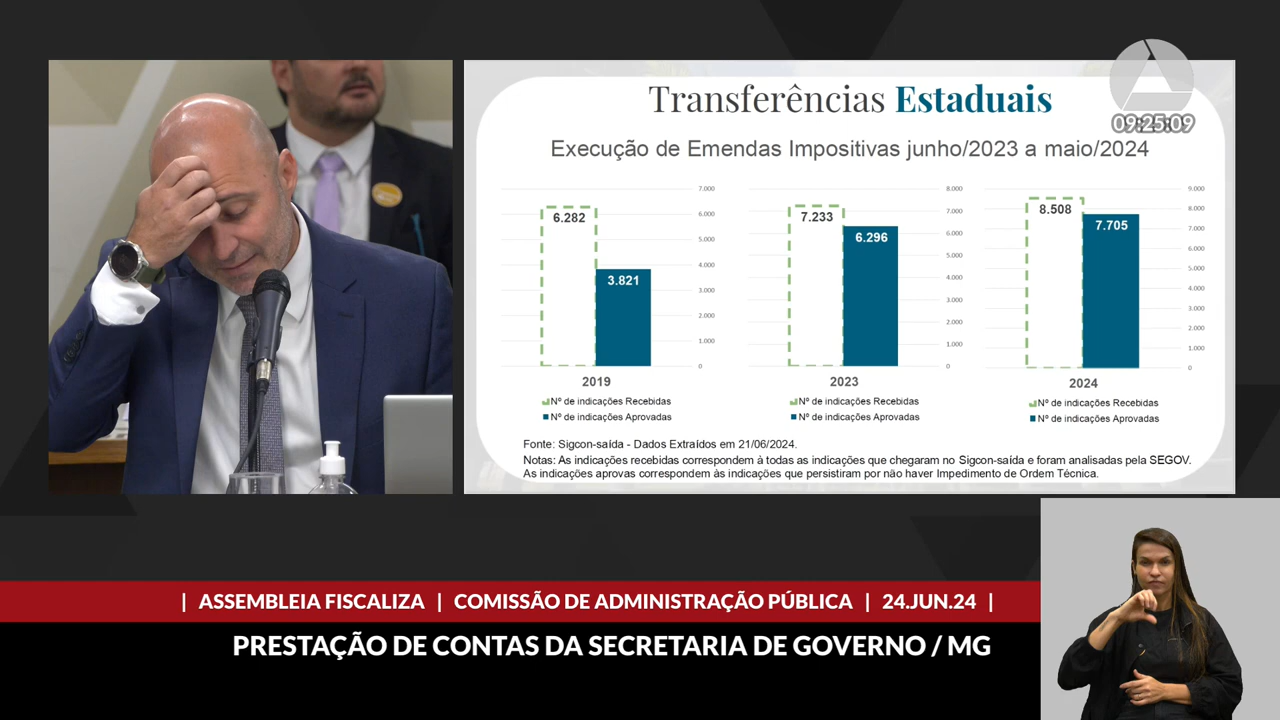 Transferências Estaduais
09:25:09
Execução de Emendas Impositivas junho/2023 a maio/2024
7.000
6.000
5.000
4.000
3.000
2.000
1.000
0
6.282
3.821
2019
Nº de indicações Recebidas
Nº de indicações Aprovadas
8.000
7.000
6.000
5.000
4.000
3.000
2.000
1.000
0
7.233
6.296
2023
Nº de indicações Recebidas
Nº de indicações Aprovadas
9.000
8.000
7.000
6.000
5.000
4.000
3.000
2.000
1.000
0
8.508
7.705
2024
Nº de indicações Recebidas
Nº de indicações Aprovadas
Fonte: Sigcon-saída - Dados Extraídos em 21/06/2024.
Notas: As indicações recebidas correspondem à todas as indicações que chegaram no Sigcon-saída e foram analisadas pela SEGOV.
As indicações aprovas correspondem às indicações que persistiram por não haver Impedimento de Ordem Técnica.
| ASSEMBLEIA FISCALIZA | COMISSÃO DE ADMINISTRAÇÃO PÚBLICA | 24.JUN.24 |
PRESTAÇÃO DE CONTAS DA SECRETARIA DE GOVERNO / MG